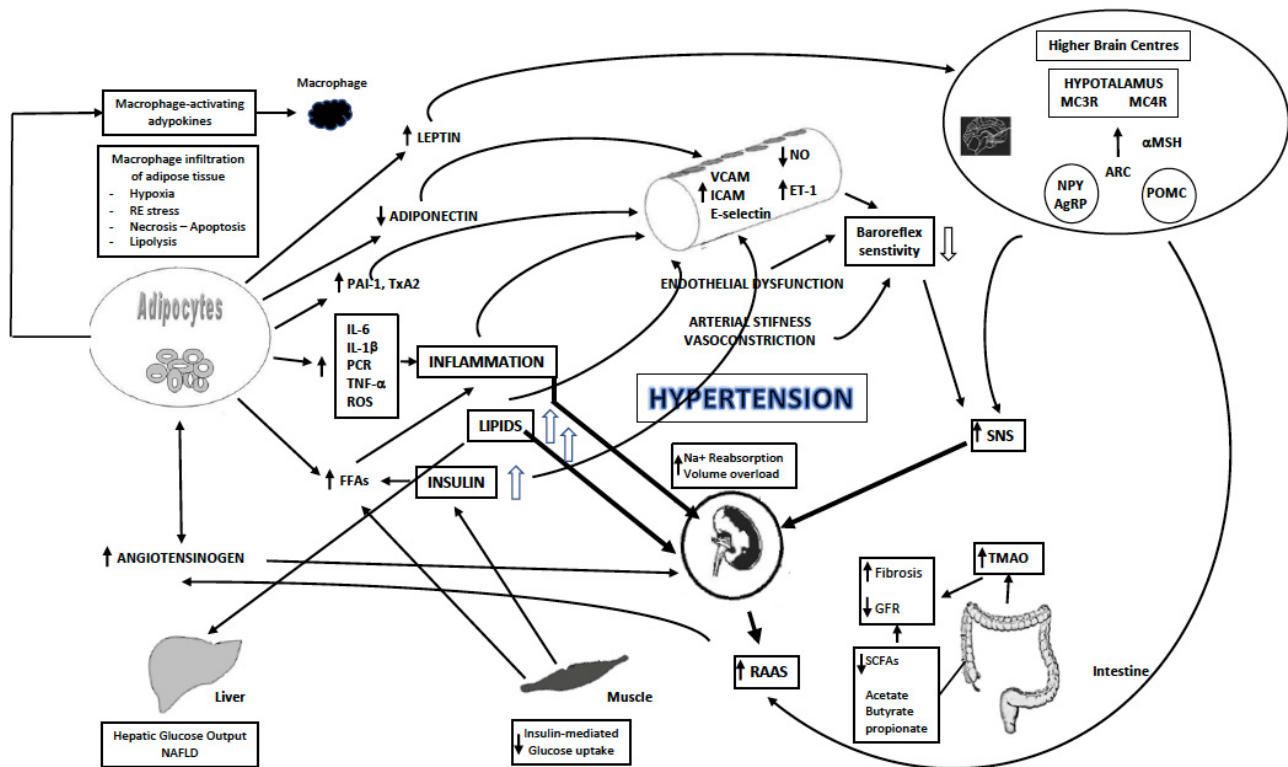 Higher Brain Centres
HYPOTALAMUS
MC3R MC4R
αMSH
ARC
NPY
AgRP
POMC
Macrophage
Macrophage-activating
adypokines
Macrophage infiltration
of adipose tissue
- Hypoxia
- RE stress
- Necrosis – Apoptosis
- Lipolysis
Adipocytes
LEPTIN
ADIPONECTIN
PAI-1, TxA2
IL-6
IL-1β
PCR
TNF-α
ROS
INFLAMMATION
LIPIDS
INSULIN
FFAs
ANGIOTENSINOGEN
NO
VCAM
ICAM
E-selectin
ET-1
Baroreflex
senstivity
ENDOTHELIAL DYSFUNCTION
ARTERIAL STIFNESS
VASOCONSTRICTION
HYPERTENSION
SNS
Na+ Reabsorption
Volume overload
RAAS
Fibrosis
GFR
TMAO
SCFAs
Acetate
Butyrate
propionate
Intestine
Liver
Hepatic Glucose Output
NAFLD
Muscle
Insulin-mediated
Glucose uptake